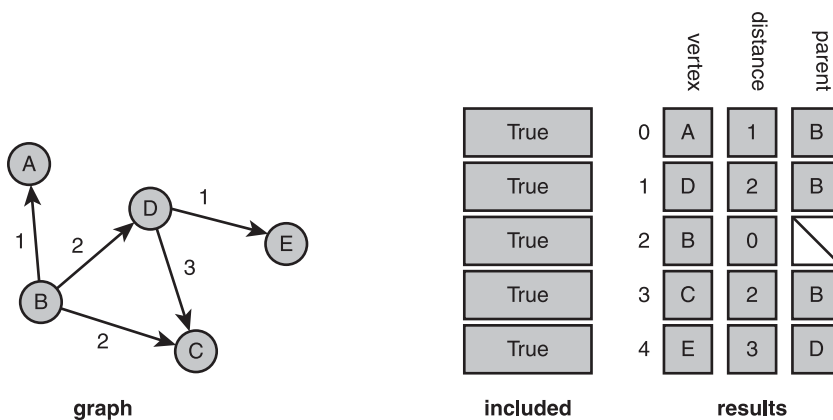 A
D
E
B
C
1
2
1
3
2
graph
True
True
True
True
True
included
vertex
distance
parent
0 A 1 B
1 D 2 B
2 B 0
3 C 2 B
4 E 3 D
results